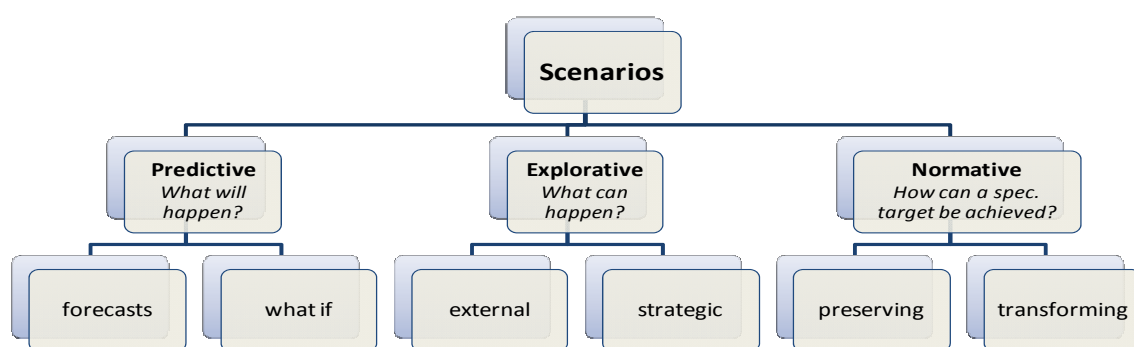 Scenarios
Predictive
What will
happen?
Explorative
What can
happen?
Normative
How can a spec.
target be achieved?
forecasts
what if
external
strategic
preserving
transforming